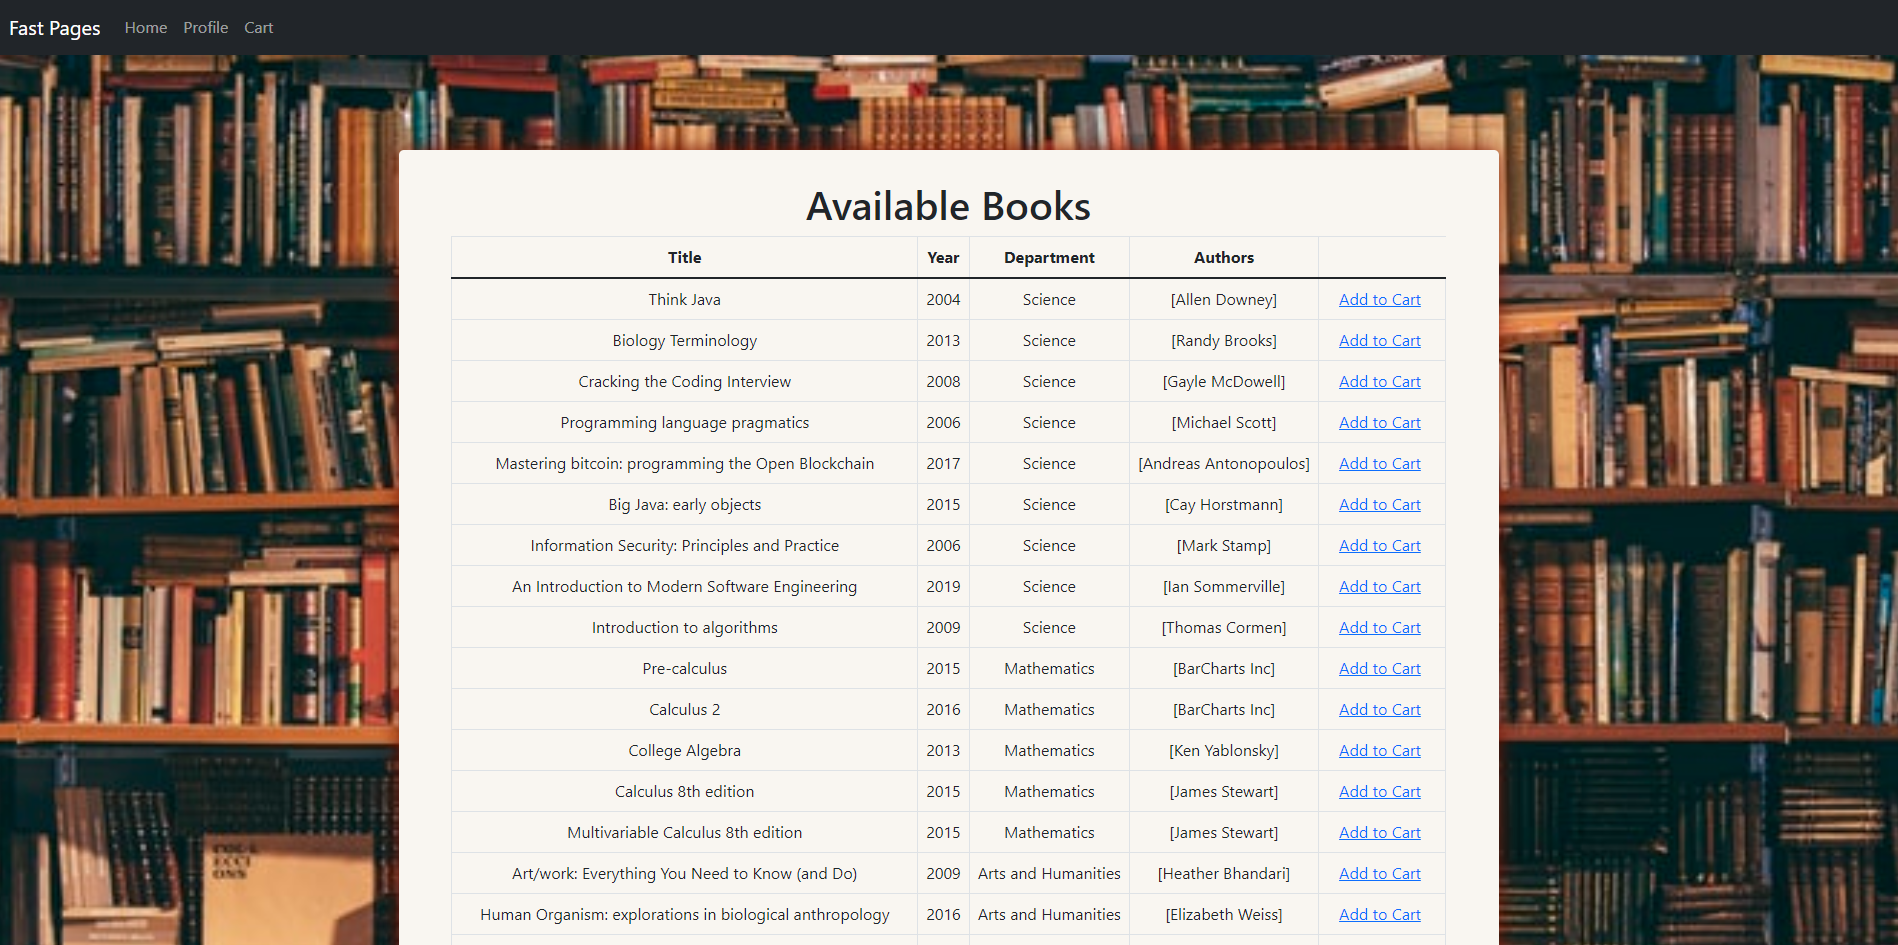 Fast Pages Home Profile Cart
Available Books
Title Year Department Authors
Think Java 2004 Science [Allen Downey] Add to Cart
Biology Terminology 2013 Science [Randy Brooks] Add to Cart
Cracking the Coding Interview 2008 Science [Gayle McDowell] Add to Cart
Programming language pragmatics 2006 Science [Michael Scott] Add to Cart
Mastering bitcoin: programming the Open Blockchain 2017 Science [Andreas Antonopoulos] Add to Cart
Big Java: early objects 2015 Science [Cay Horstmann] Add to Cart
Information Security: Principles and Practice 2006 Science [Mark Stamp] Add to Cart
An Introduction to Modern Software Engineering 2019 Science [Ian Sommerville] Add to Cart
Introduction to algorithms 2009 Science [Thomas Cormen] Add to Cart
Pre-calculus 2015 Mathematics [BarCharts Inc] Add to Cart
Calculus 2 2016 Mathematics [BarCharts Inc] Add to Cart
College Algebra 2013 Mathematics [Ken Yablonsky] Add to Cart
Calculus 8th edition 2015 Mathematics [James Stewart] Add to Cart
Multivariable Calculus 8th edition 2015 Mathematics [James Stewart] Add to Cart
Art/work: Everything You Need to Know (and Do) 2009 Arts and Humanities [Heather Bhandari] Add to Cart
Human Organism: explorations in biological anthropology 2016 Arts and Humanities [Elizabeth Weiss] Add to Cart